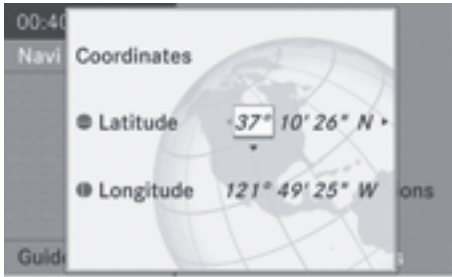 00:40
Navi
Coordinates
Latitude 37° 10' 26" N
Longitude 121° 49' 25" W
ons
Guid
s